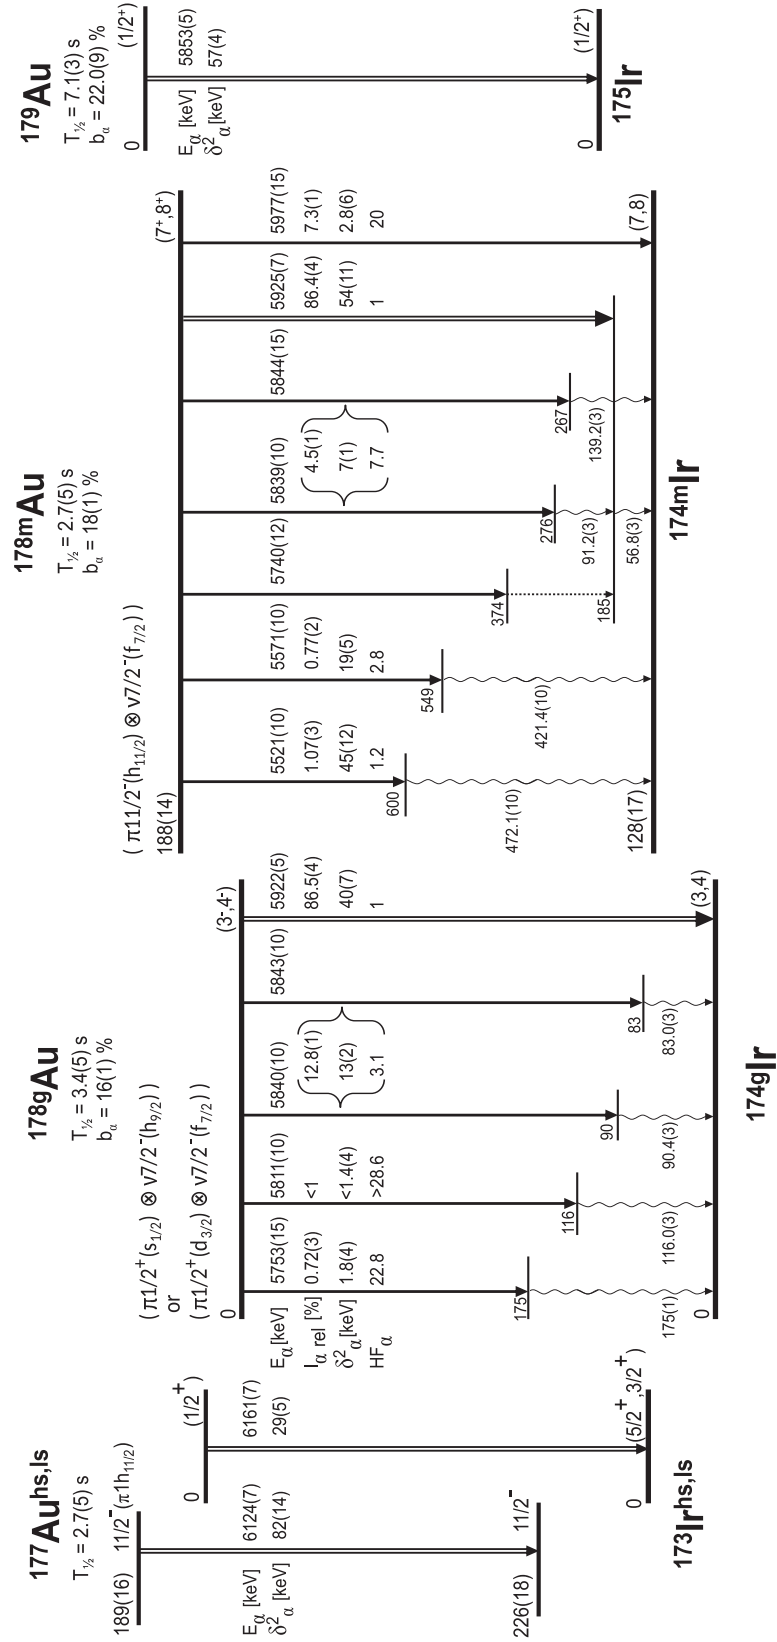 177Au^hs,ls
T½ = 2.7(5) s
189(16) 11/2⁻(π1h11/2)
0 (1/2⁺)
Eα[keV] 6124(7)
δ²α [keV] 82(14)
6161(7)
29(5)
226(18) 11/2⁻
0 (5/2⁺,3/2⁺)
173Ir^hs,ls
178gAu
T½ = 3.4(5) s
bα = 16(1) %
(π1/2⁺(s1/2) ⊗ ν7/2⁻(h9/2))
or
(π1/2⁺(d3/2) ⊗ ν7/2⁻(f7/2))
0 (3⁻,4⁻)
Eα[keV] 5753(15) 5811(10) 5840(10) 5843(10) 5922(5)
Iα rel [%] 0.72(3) <1 12.8(1) 86.5(4)
δ²α[keV] 1.8(4) <1.4(4) 13(2) 40(7)
HFα 22.8 >28.6 3.1 1
175
116
90
83
175(1) 116.0(3) 90.4(3) 83.0(3)
0 (3,4)
174gIr
178mAu
T½ = 2.7(5) s
bα = 18(1) %
(π11/2⁻(h11/2) ⊗ ν7/2⁻(f7/2))
188(14) (7⁺,8⁺)
5521(10) 5571(10) 5740(12) 5839(10) 5844(15) 5925(7) 5977(15)
1.07(3) 0.77(2) 4.5(1) 86.4(4) 7.3(1)
45(12) 19(5) 7(1) 54(11) 2.8(6)
1.2 2.8 7.7 1 20
600
549
374
276
267
185
472.1(10) 421.4(10) 91.2(3) 139.2(3)
56.8(3)
128(17) (7,8)
174mIr
179Au
T½ = 7.1(3) s
bα = 22.0(9) %
0 (1/2⁺)
Eα [keV] 5853(5)
δ²α [keV] 57(4)
0 (1/2⁺)
175Ir